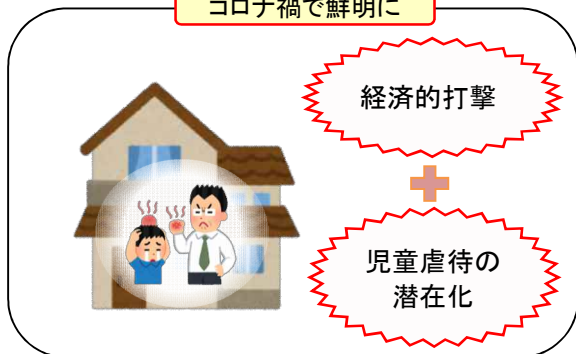 コロナ禍で鮮明に
経済的打撃
児童虐待の
潜在化